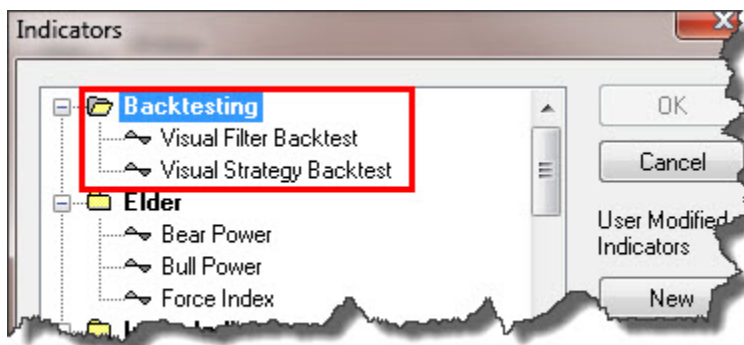 Indicators
Backtesting
Visual Filter Backtest
Visual Strategy Backtest
Elder
Bear Power
Bull Power
Force Index
OK
Cancel
User Modified
Indicators
New